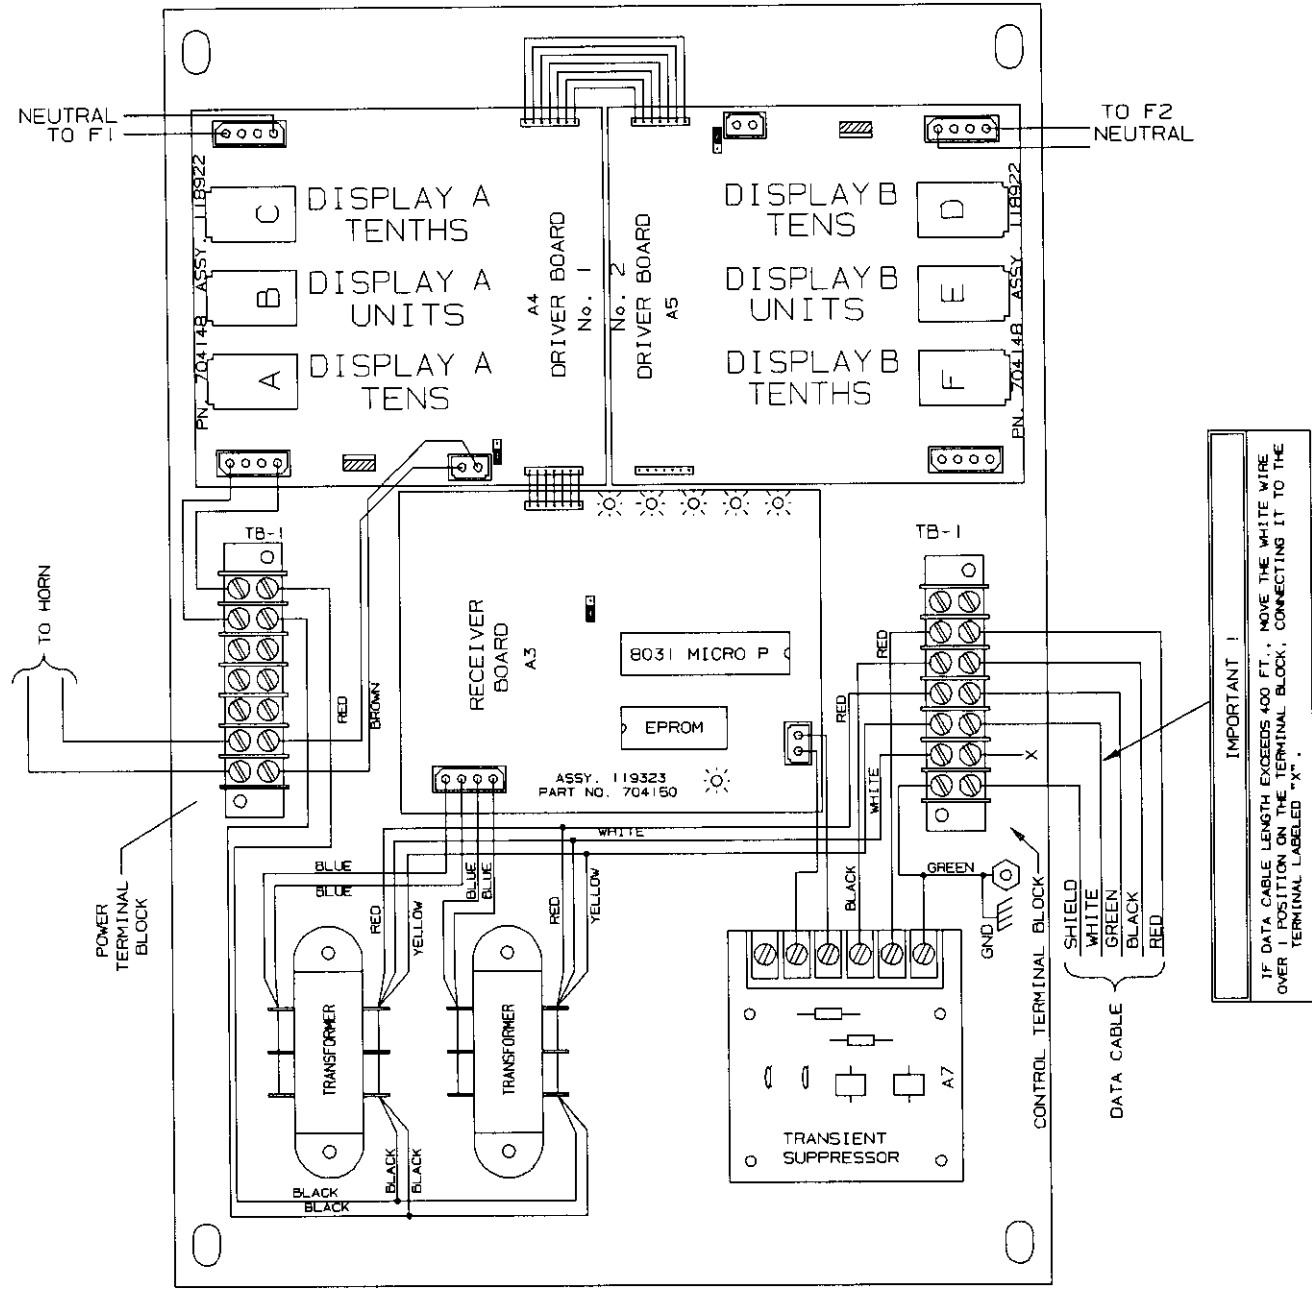 NEUTRAL
TO F1
TO F2
NEUTRAL
PN. 704148 ASSY. 118922
C
DISPLAY A
TENTHS
B
DISPLAY A
UNITS
A
DISPLAY A
TENS
A4
DRIVER BOARD
No. 1
No. 2
DRIVER BOARD
A5
DISPLAY B
TENS
D
DISPLAY B
UNITS
E
DISPLAY B
TENTHS
F
PN. 704148 ASSY. 118922
TB-1
TB-1
TO HORN
RED
BROWN
RECEIVER
BOARD
A3
8031 MICRO P
EPROM
ASSY. 119323
PART NO. 704150
RED
RED
WHITE
X
POWER
TERMINAL
BLOCK
WHITE
BLUE
BLUE
RED
YELLOW
BLUE
BLUE
RED
YELLOW
BLACK
GREEN
GND
TRANSFORMER
TRANSFORMER
BLACK
BLACK
BLACK
BLACK
TRANSIENT
SUPPRESSOR
A7
CONTROL TERMINAL BLOCK
SHIELD
WHITE
GREEN
BLACK
RED
DATA CABLE
IMPORTANT !
IF DATA CABLE LENGTH EXCEEDS 400 FT., MOVE THE WHITE WIRE
OVER 1 POSITION ON THE TERMINAL BLOCK, CONNECTING IT TO THE
TERMINAL LABELED "X".